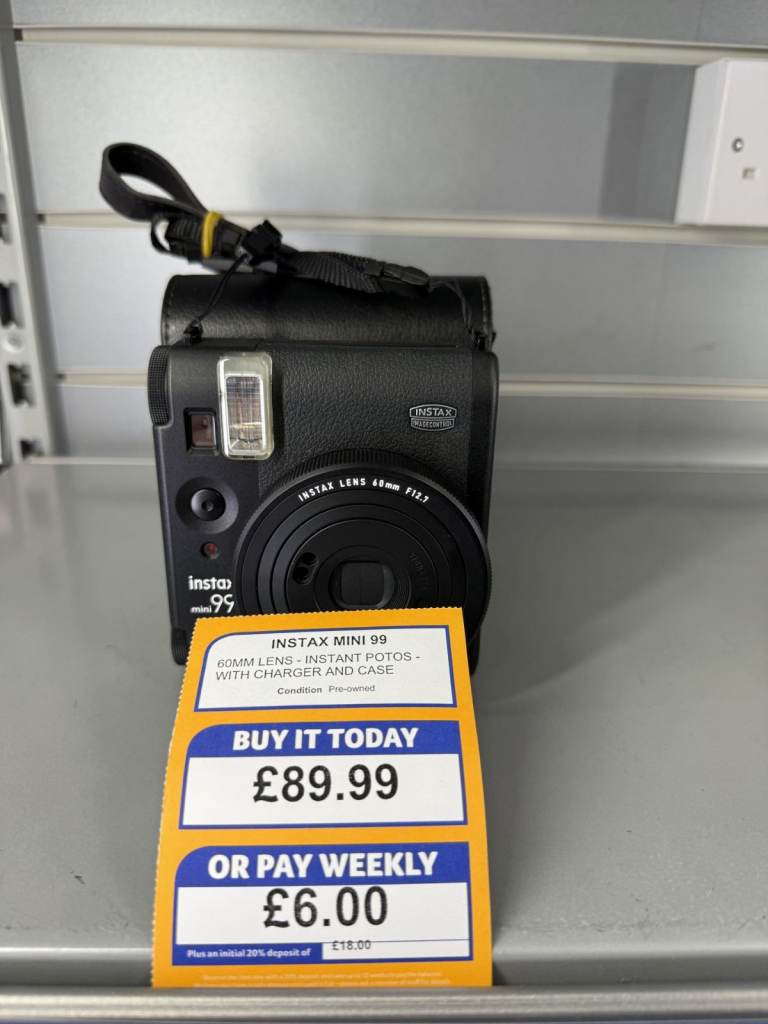 INSTAX
IMAGECONTROL
INSTAX LENS 60mm F12.7
instax
mini 99
INSTAX MINI 99
60MM LENS - INSTANT POTOS -
WITH CHARGER AND CASE
Condition Pre-owned
BUY IT TODAY
£89.99
OR PAY WEEKLY
£6.00
Plus an initial 20% deposit of £18.00